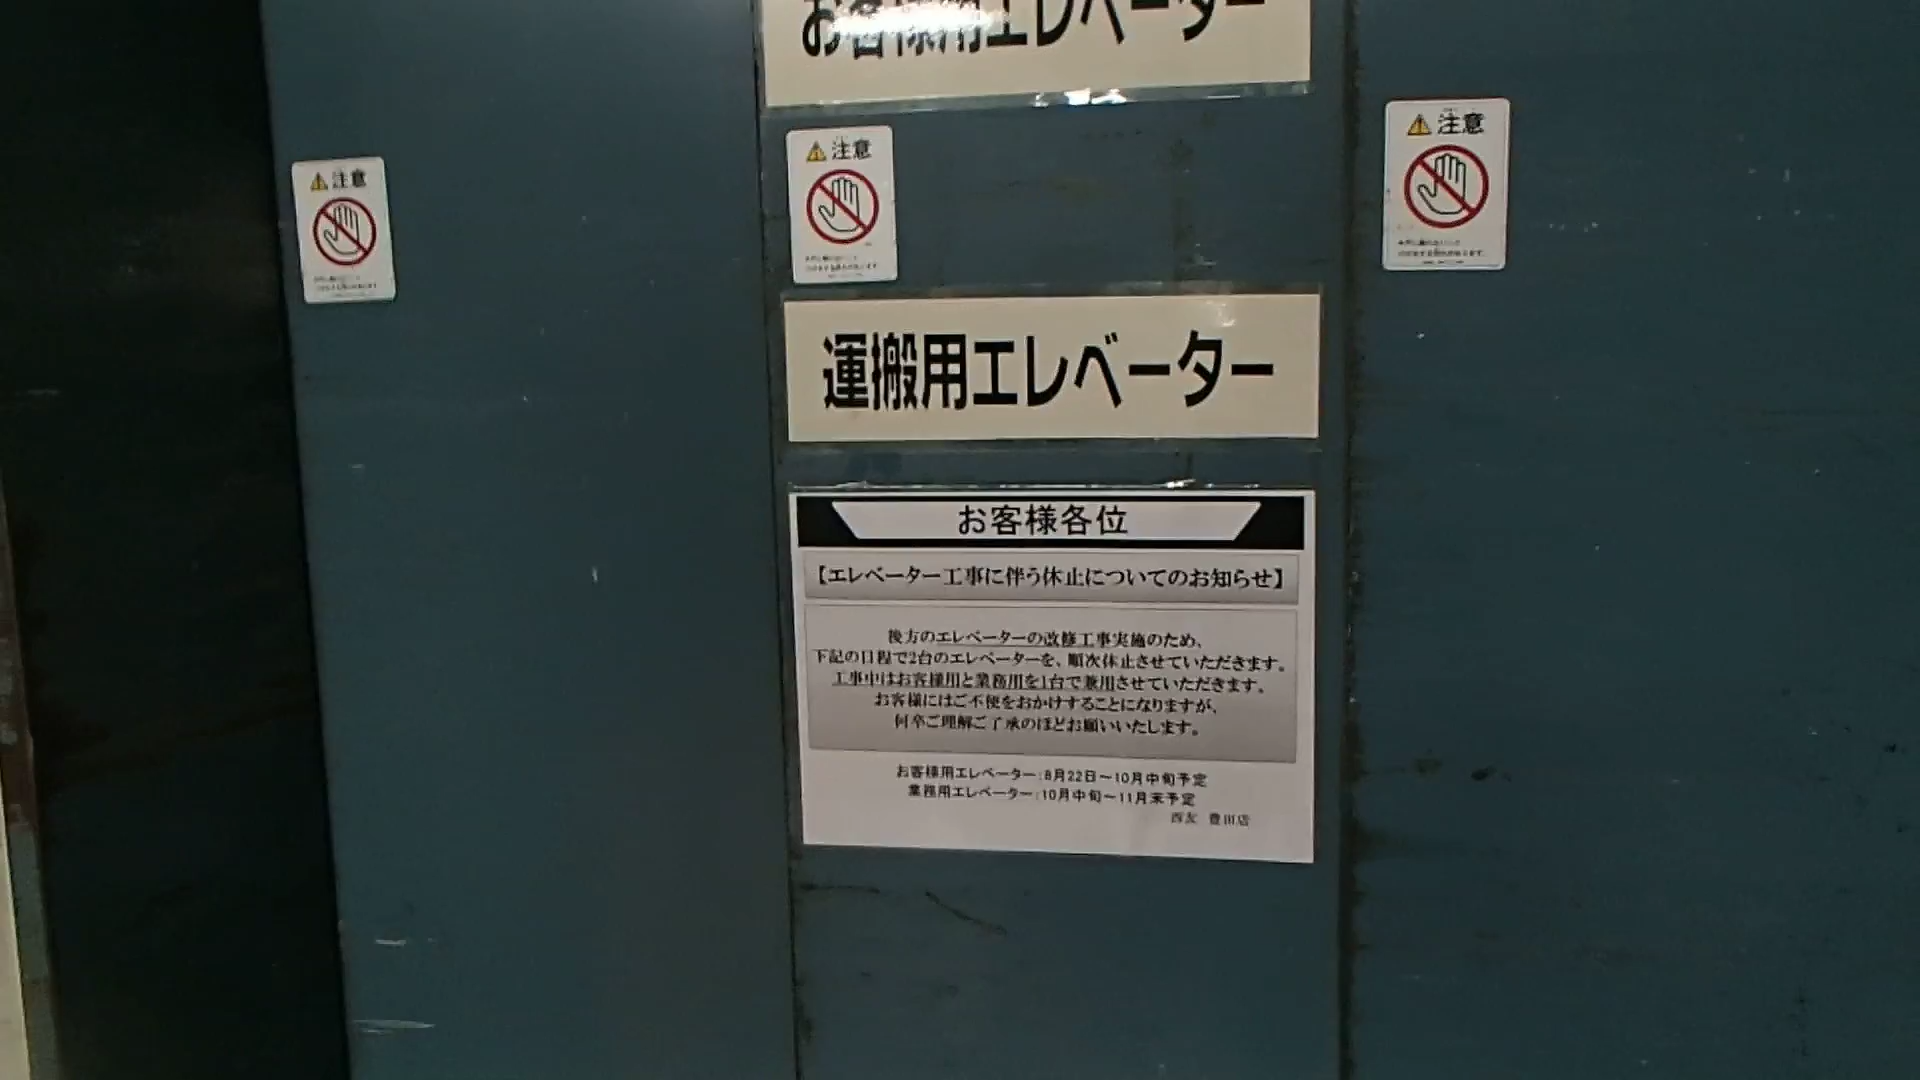 お客様用エレベーター
注意
注意
注意
運搬用エレベーター
お客様各位
【エレベーター工事に伴う休止についてのお知らせ】
後方のエレベーターの改修工事実施のため、
下記の日程で2台のエレベーターを、順次休止させていただきます。
工事中はお客様用と業務用を1台で兼用させていただきます。
お客様にはご不便をおかけすることになりますが、
何卒ご理解ご了承のほどお願いいたします。
お客様用エレベーター:8月22日～10月中旬予定
業務用エレベーター:10月中旬～11月末予定
西友 豊田店